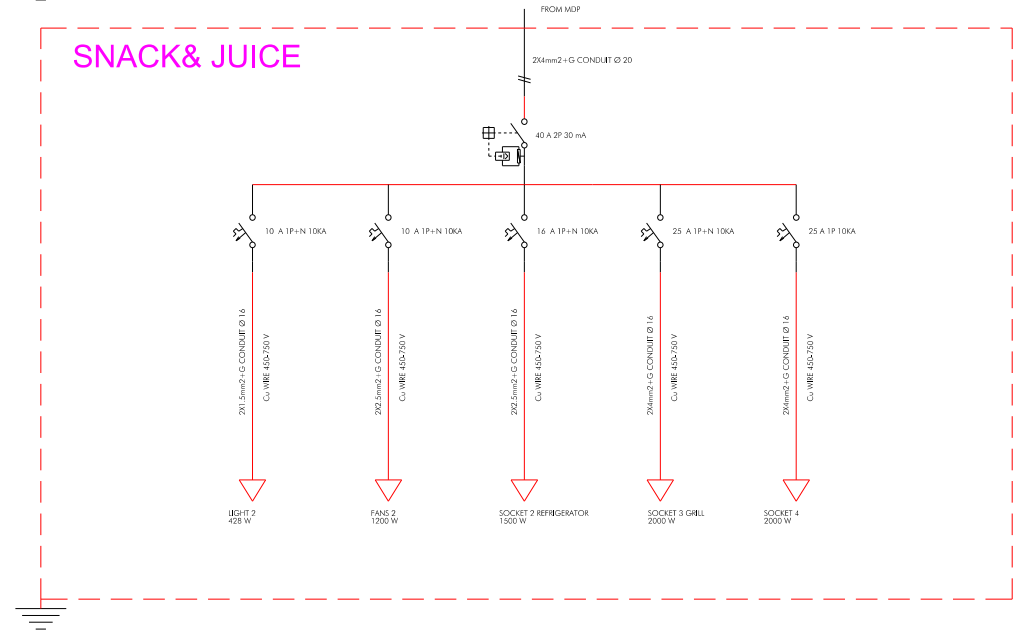 FROM MDP
SNACK& JUICE
2X4mm2+G CONDUIT Ø 20
40 A 2P 30 mA
10 A 1P+N 10KA
10 A 1P+N 10KA
16 A 1P+N 10KA
25 A 1P+N 10KA
25 A 1P 10KA
2X1.5mm2+G CONDUIT Ø 16
Cu WIRE 450-750 V
2X2.5mm2+G CONDUIT Ø 16
Cu WIRE 450-750 V
2X2.5mm2+G CONDUIT Ø 16
Cu WIRE 450-750 V
2X4mm2+G CONDUIT Ø 16
Cu WIRE 450-750 V
2X4mm2+G CONDUIT Ø 16
Cu WIRE 450-750 V
LIGHT 2
428 W
FANS 2
1200 W
SOCKET 2 REFRIGERATOR
1500 W
SOCKET 3 GRILL
2000 W
SOCKET 4
2000 W